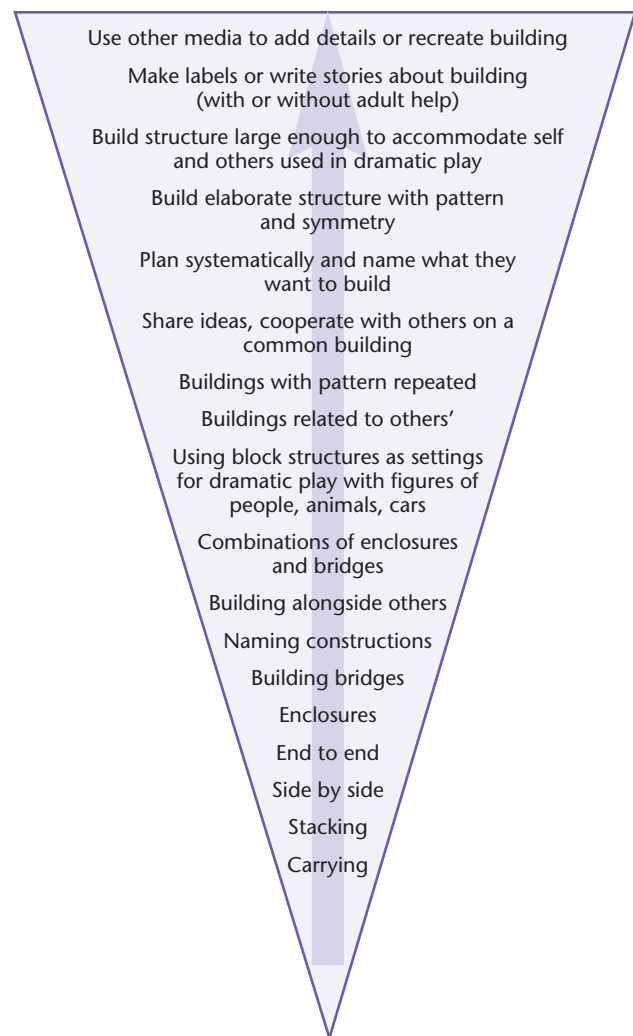 Use other media to add details or recreate building
Make labels or write stories about building
(with or without adult help)
Build structure large enough to accommodate self
and others used in dramatic play
Build elaborate structure with pattern
and symmetry
Plan systematically and name what they
want to build
Share ideas, cooperate with others on a
common building
Buildings with pattern repeated
Buildings related to others’
Using block structures as settings
for dramatic play with figures of
people, animals, cars
Combinations of enclosures
and bridges
Building alongside others
Naming constructions
Building bridges
Enclosures
End to end
Side by side
Stacking
Carrying